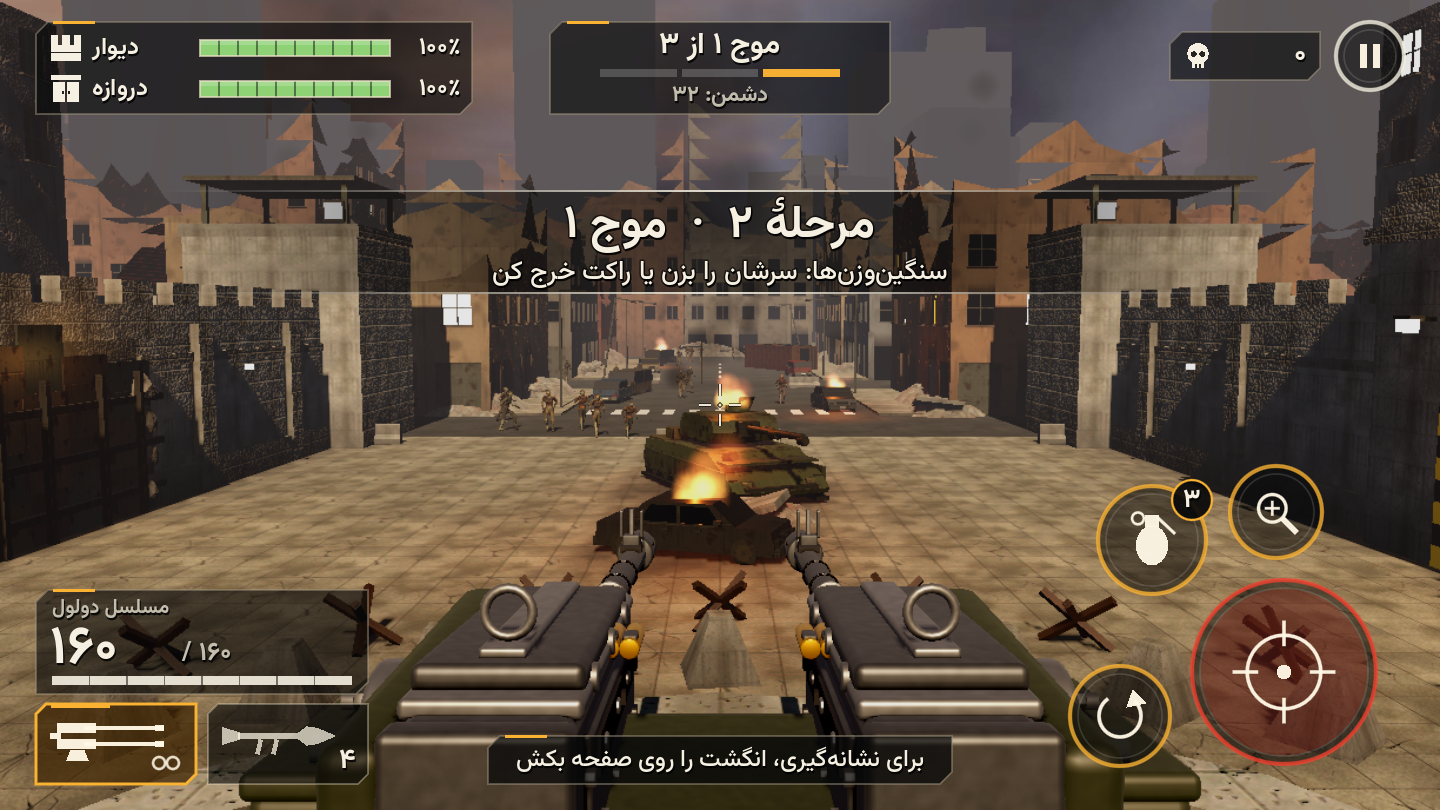 دیوار ۱۰۰٪
دروازه ۱۰۰٪
موج ۱ از ۳
دشمن: ۳۲
۰
مرحلهٔ ۲ · موج ۱
سنگین‌وزن‌ها: سرشان را بزن یا راکت خرج کن
۳
مسلسل دولول
۱۶۰ / ۱۶۰
∞
۴
برای نشانه‌گیری، انگشت را روی صفحه بکش